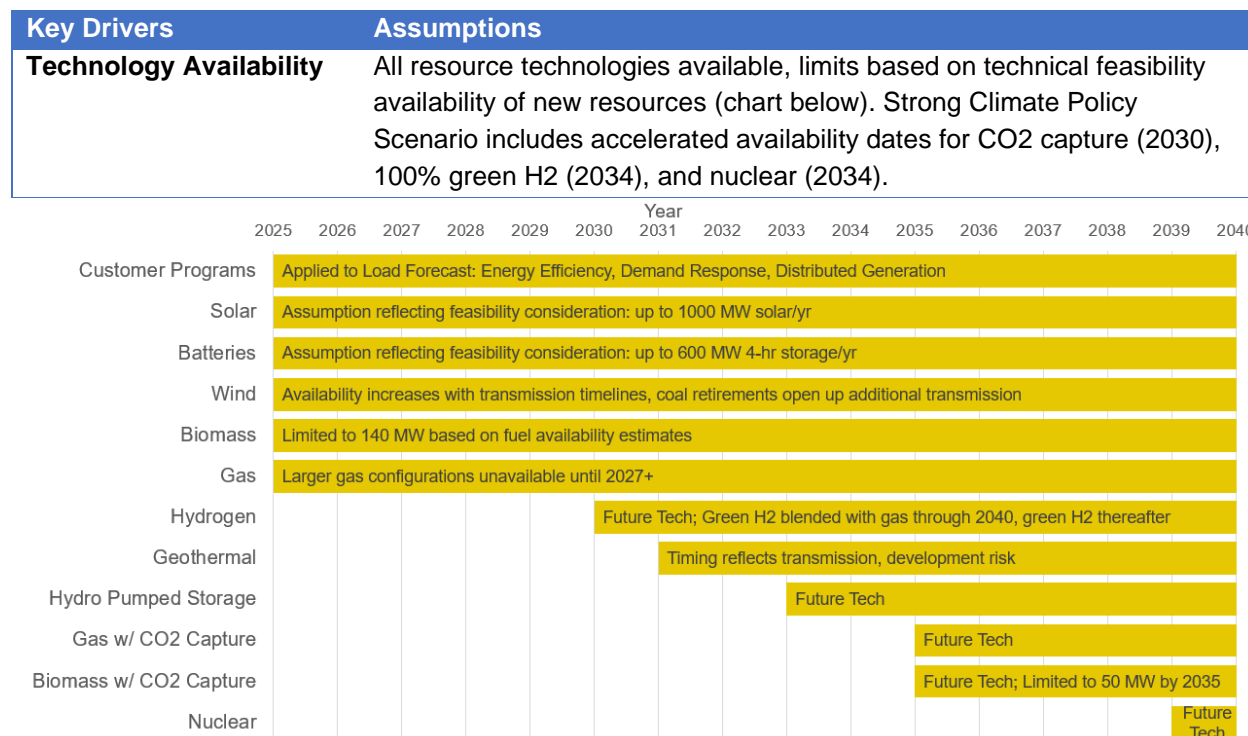 Key Drivers Assumptions
Technology Availability All resource technologies available, limits based on technical feasibility
availability of new resources (chart below). Strong Climate Policy
Scenario includes accelerated availability dates for CO2 capture (2030),
100% green H2 (2034), and nuclear (2034).
Year
2025 2026 2027 2028 2029 2030 2031 2032 2033 2034 2035 2036 2037 2038 2039 2040
Customer Programs Applied to Load Forecast: Energy Efficiency, Demand Response, Distributed Generation
Solar Assumption reflecting feasibility consideration: up to 1000 MW solar/yr
Batteries Assumption reflecting feasibility consideration: up to 600 MW 4-hr storage/yr
Wind Availability increases with transmission timelines, coal retirements open up additional transmission
Biomass Limited to 140 MW based on fuel availability estimates
Gas Larger gas configurations unavailable until 2027+
Hydrogen Future Tech; Green H2 blended with gas through 2040, green H2 thereafter
Geothermal Timing reflects transmission, development risk
Hydro Pumped Storage Future Tech
Gas w/ CO2 Capture Future Tech
Biomass w/ CO2 Capture Future Tech; Limited to 50 MW by 2035
Nuclear Future
Tech